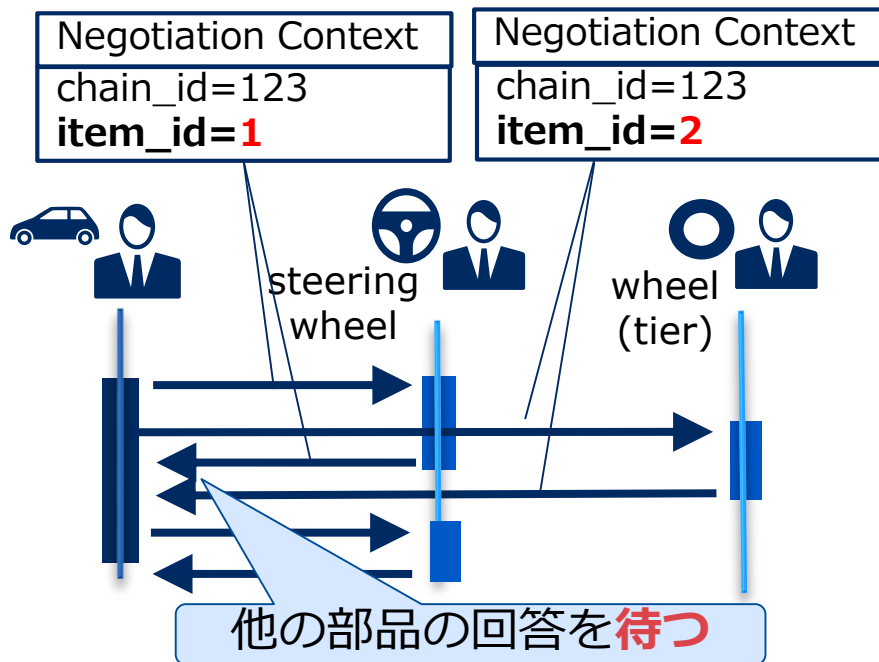 Negotiation Context
chain_id=123
item_id=1
Negotiation Context
chain_id=123
item_id=2
steering
wheel
wheel
(tier)
他の部品の回答を待つ